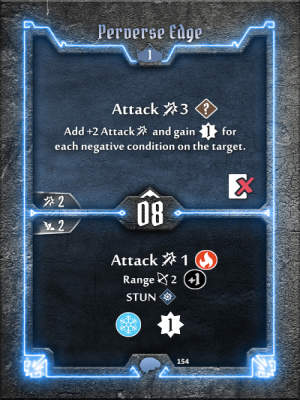 Perverse Edge
1
Attack 3 ?
Add +2 Attack and gain 1 for
each negative condition on the target.
2
2
08
Attack 1
Range 2 +1
STUN
1
154